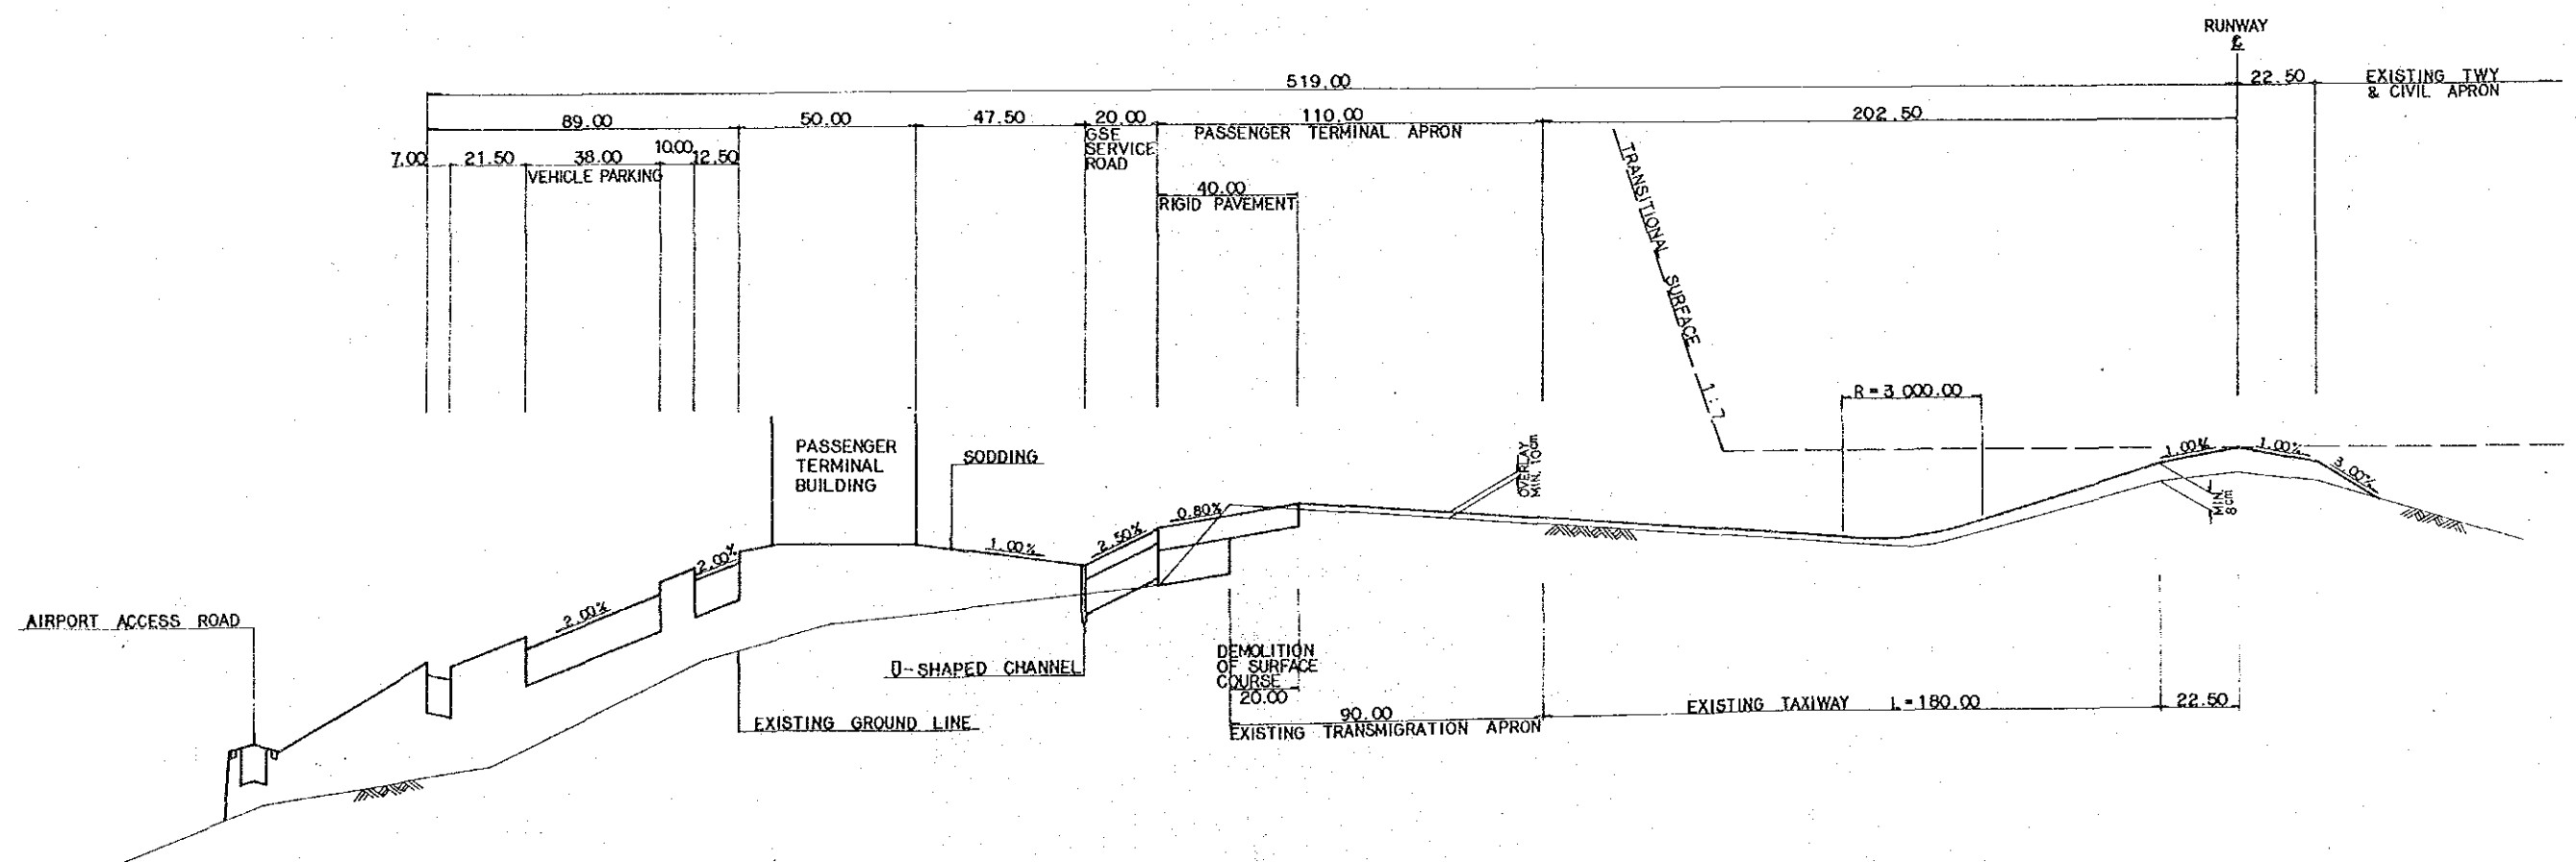 RUNWAY
℄
519.00
22.50
EXISTING TWY
& CIVIL APRON
89.00
50.00
47.50
20.00
110.00
202.50
GSE
SERVICE
ROAD
PASSENGER TERMINAL APRON
7.00
21.50
38.00
10.00
12.50
VEHICLE PARKING
40.00
RIGID PAVEMENT
TRANSITIONAL SURFACE 1:7
R=3 000.00
PASSENGER
TERMINAL
BUILDING
SODDING
OVERLAY
MIN. 10cm
1.00%
1.00%
3.00%
MIN.
8cm
0.80%
2.50%
1.00%
2.00%
2.00%
AIRPORT ACCESS ROAD
U-SHAPED CHANNEL
DEMOLITION
OF SURFACE
COURSE
20.00
EXISTING GROUND LINE
90.00
EXISTING TRANSMIGRATION APRON
EXISTING TAXIWAY L=180.00
22.50